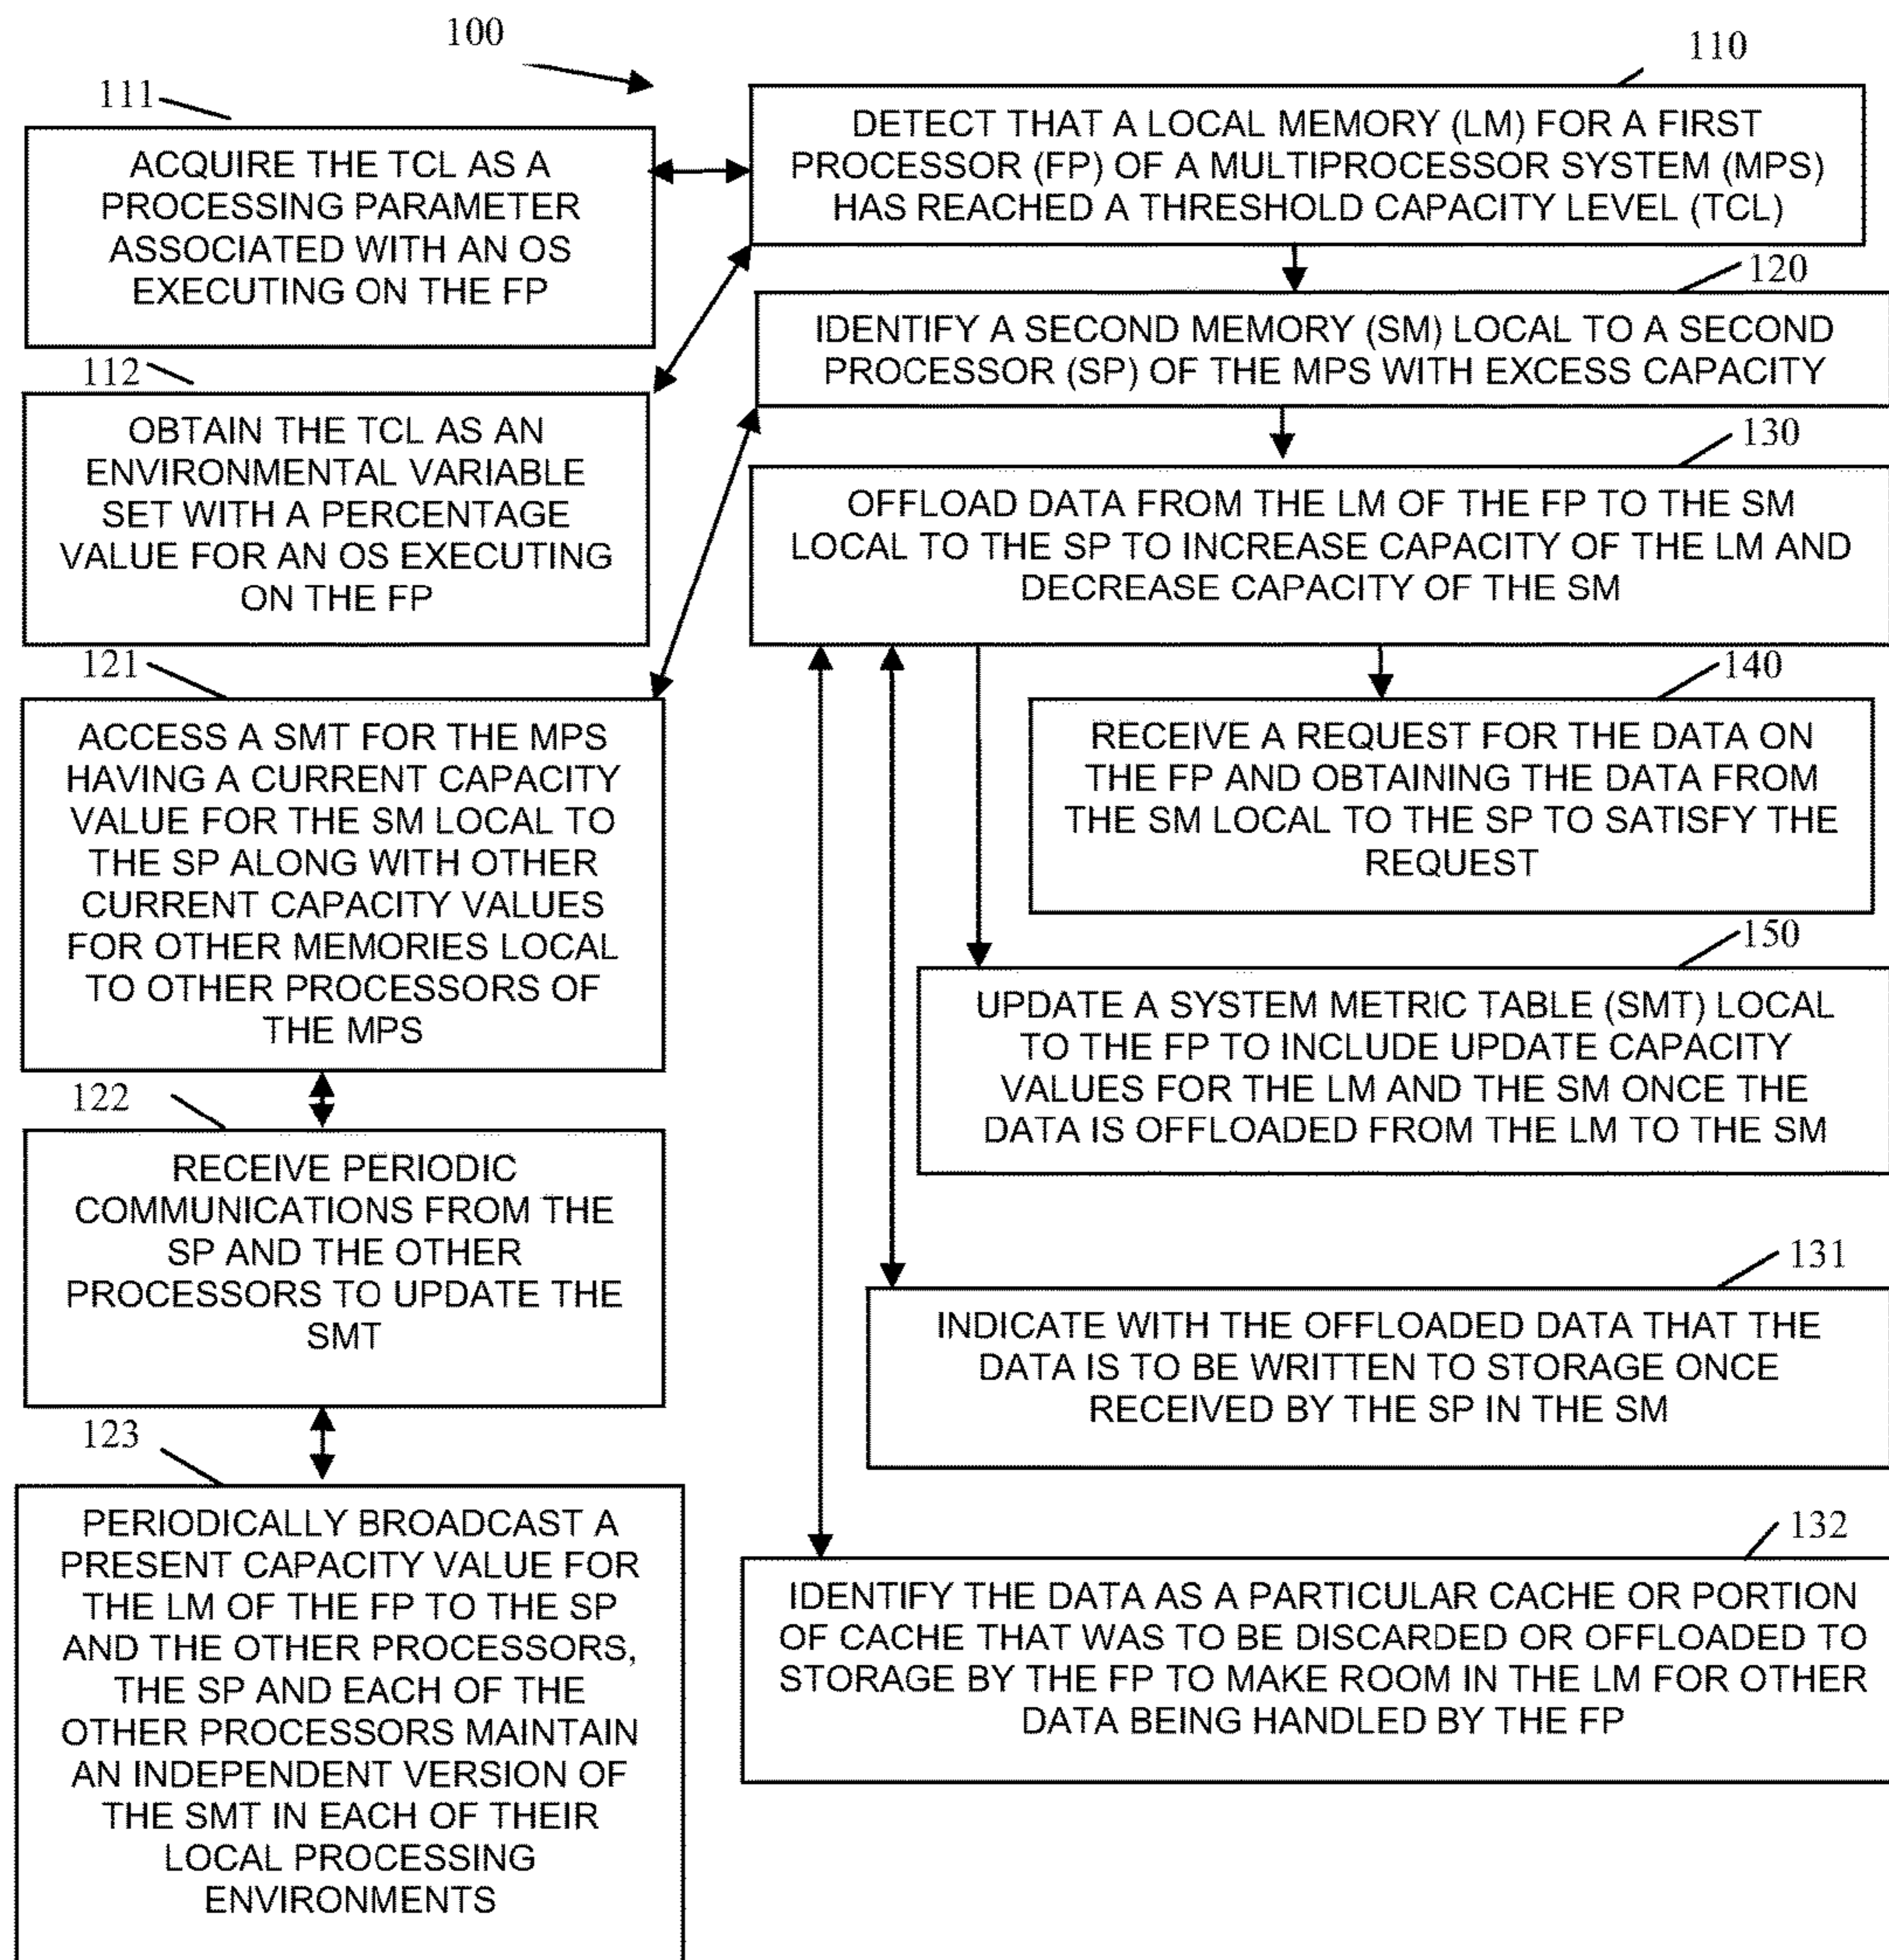 100
110
DETECT THAT A LOCAL MEMORY (LM) FOR A FIRST
PROCESSOR (FP) OF A MULTIPROCESSOR SYSTEM (MPS)
HAS REACHED A THRESHOLD CAPACITY LEVEL (TCL)
111
ACQUIRE THE TCL AS A
PROCESSING PARAMETER
ASSOCIATED WITH AN OS
EXECUTING ON THE FP
112
OBTAIN THE TCL AS AN
ENVIRONMENTAL VARIABLE
SET WITH A PERCENTAGE
VALUE FOR AN OS EXECUTING
ON THE FP
120
IDENTIFY A SECOND MEMORY (SM) LOCAL TO A SECOND
PROCESSOR (SP) OF THE MPS WITH EXCESS CAPACITY
121
ACCESS A SMT FOR THE MPS
HAVING A CURRENT CAPACITY
VALUE FOR THE SM LOCAL TO
THE SP ALONG WITH OTHER
CURRENT CAPACITY VALUES
FOR OTHER MEMORIES LOCAL
TO OTHER PROCESSORS OF
THE MPS
122
RECEIVE PERIODIC
COMMUNICATIONS FROM THE
SP AND THE OTHER
PROCESSORS TO UPDATE THE
SMT
123
PERIODICALLY BROADCAST A
PRESENT CAPACITY VALUE FOR
THE LM OF THE FP TO THE SP
AND THE OTHER PROCESSORS,
THE SP AND EACH OF THE
OTHER PROCESSORS MAINTAIN
AN INDEPENDENT VERSION OF
THE SMT IN EACH OF THEIR
LOCAL PROCESSING
ENVIRONMENTS
130
OFFLOAD DATA FROM THE LM OF THE FP TO THE SM
LOCAL TO THE SP TO INCREASE CAPACITY OF THE LM AND
DECREASE CAPACITY OF THE SM
140
RECEIVE A REQUEST FOR THE DATA ON
THE FP AND OBTAINING THE DATA FROM
THE SM LOCAL TO THE SP TO SATISFY THE
REQUEST
150
UPDATE A SYSTEM METRIC TABLE (SMT) LOCAL
TO THE FP TO INCLUDE UPDATE CAPACITY
VALUES FOR THE LM AND THE SM ONCE THE
DATA IS OFFLOADED FROM THE LM TO THE SM
131
INDICATE WITH THE OFFLOADED DATA THAT THE
DATA IS TO BE WRITTEN TO STORAGE ONCE
RECEIVED BY THE SP IN THE SM
132
IDENTIFY THE DATA AS A PARTICULAR CACHE OR PORTION
OF CACHE THAT WAS TO BE DISCARDED OR OFFLOADED TO
STORAGE BY THE FP TO MAKE ROOM IN THE LM FOR OTHER
DATA BEING HANDLED BY THE FP